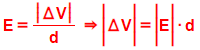 E = |ΔV| / d ⇒ |ΔV| = |E| · d